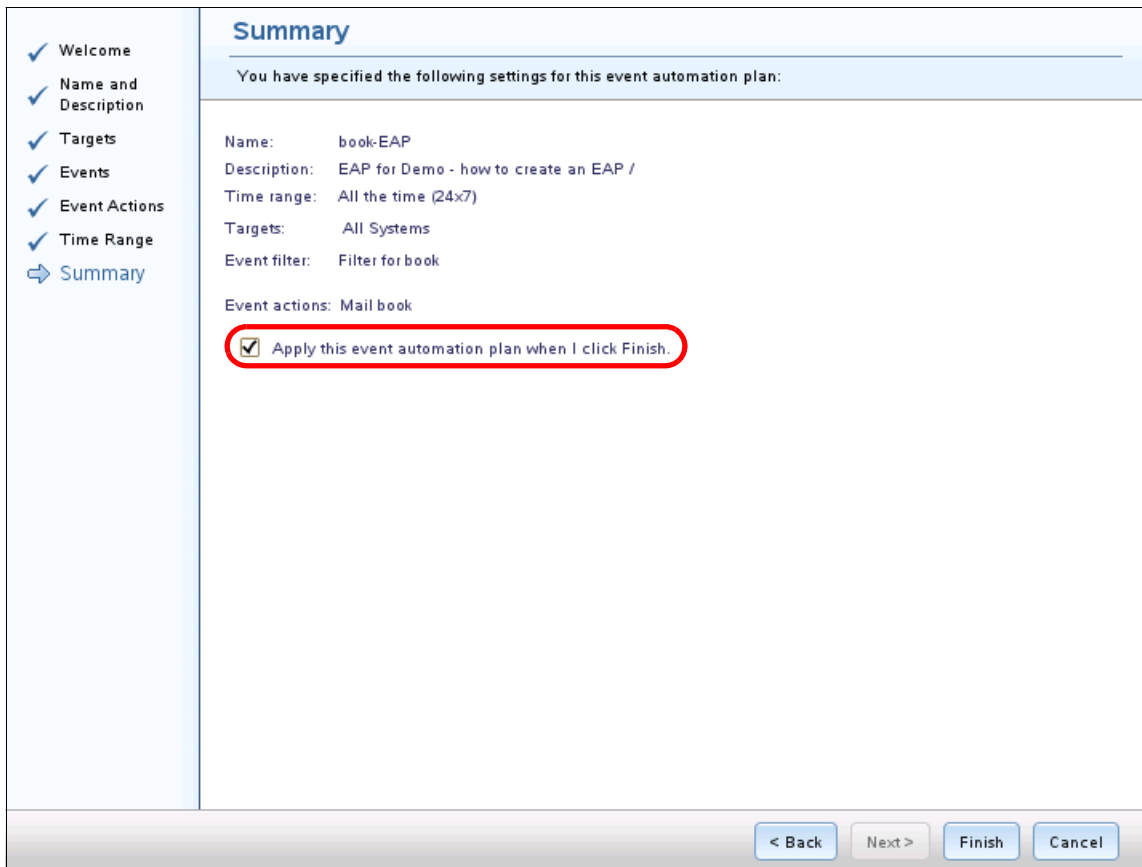 Welcome
Name and
Description
Targets
Events
Event Actions
Time Range
Summary
Summary
You have specified the following settings for this event automation plan:
Name: book-EAP
Description: EAP for Demo - how to create an EAP /
Time range: All the time (24x7)
Targets: All Systems
Event filter: Filter for book
Event actions: Mail book
Apply this event automation plan when I click Finish.
< Back Next > Finish Cancel